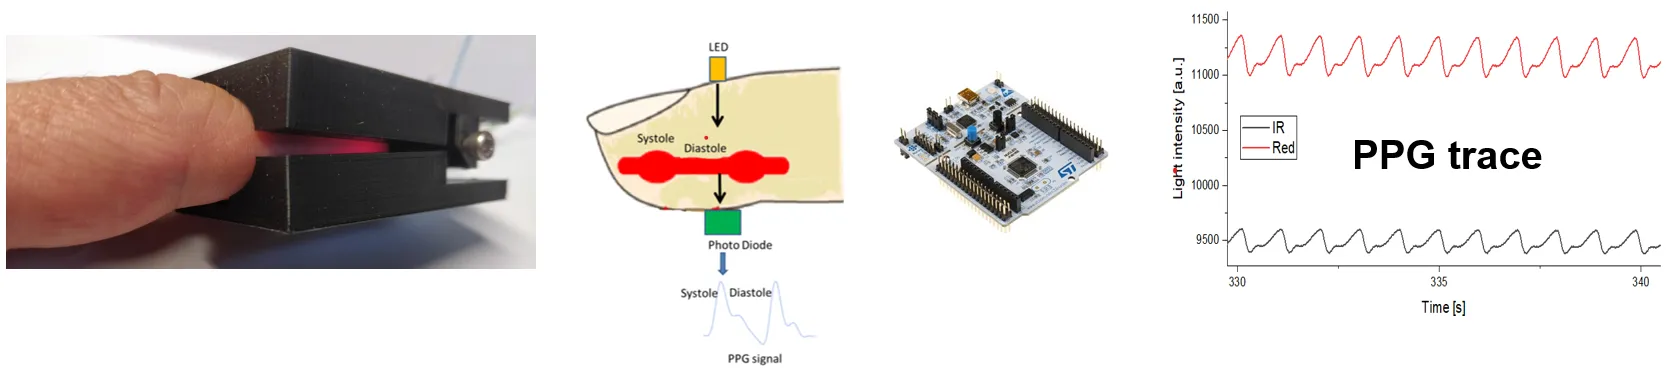 LED
Systole
Diastole
Photo Diode
Systole
Diastole
PPG signal
ST
11500
11000
10500
10000
9500
Light intensity [a.u.]
IR
Red
PPG trace
330
335
340
Time [s]